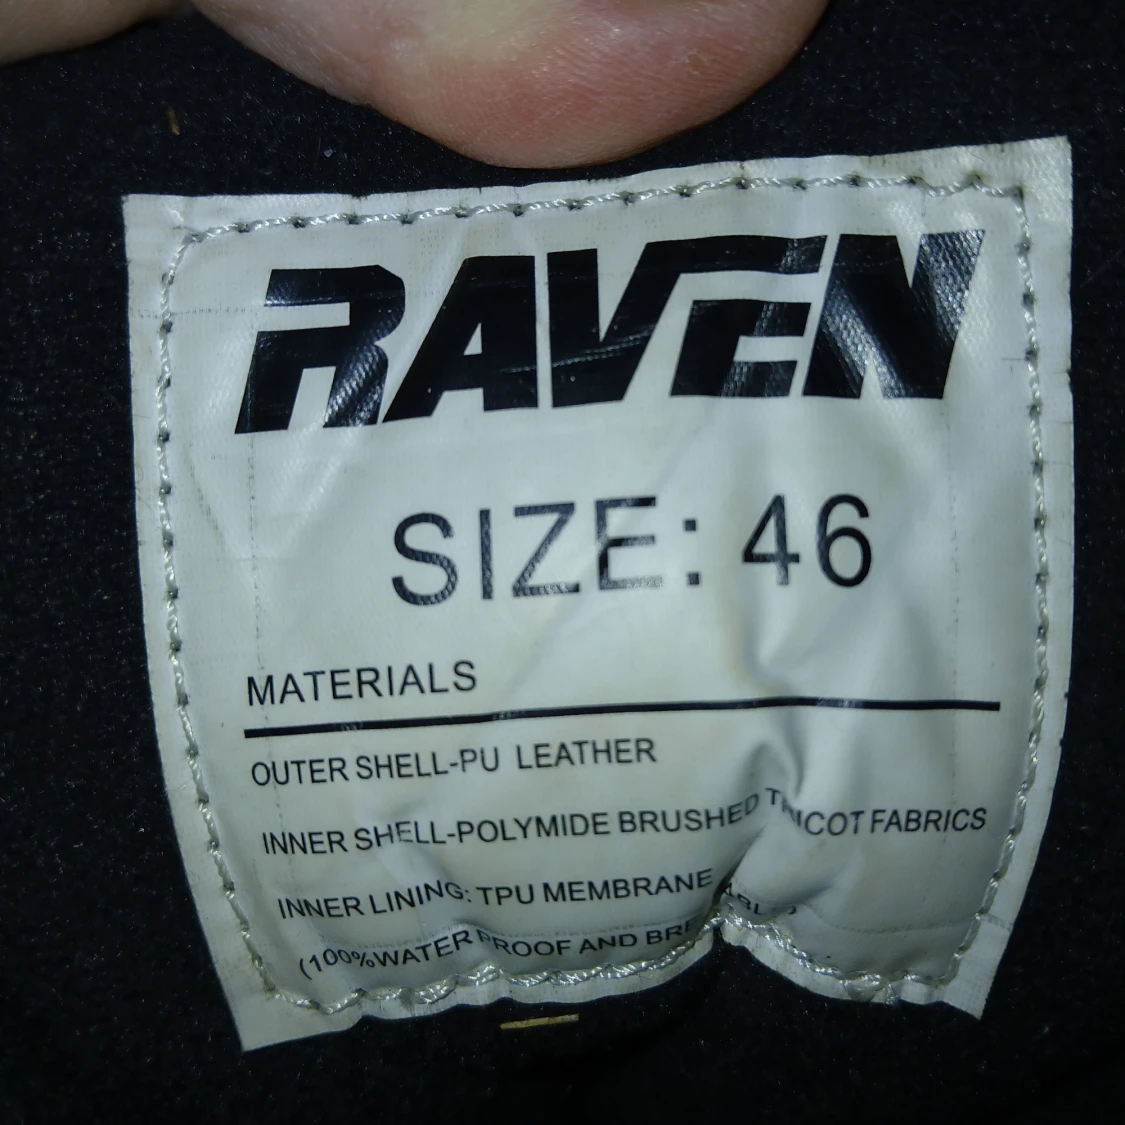 RAVEN
SIZE: 46
MATERIALS
OUTER SHELL-PU LEATHER
INNER SHELL-POLYMIDE BRUSHED TRICOT FABRICS
INNER LINING: TPU MEMBRANE
(100%WATER PROOF AND